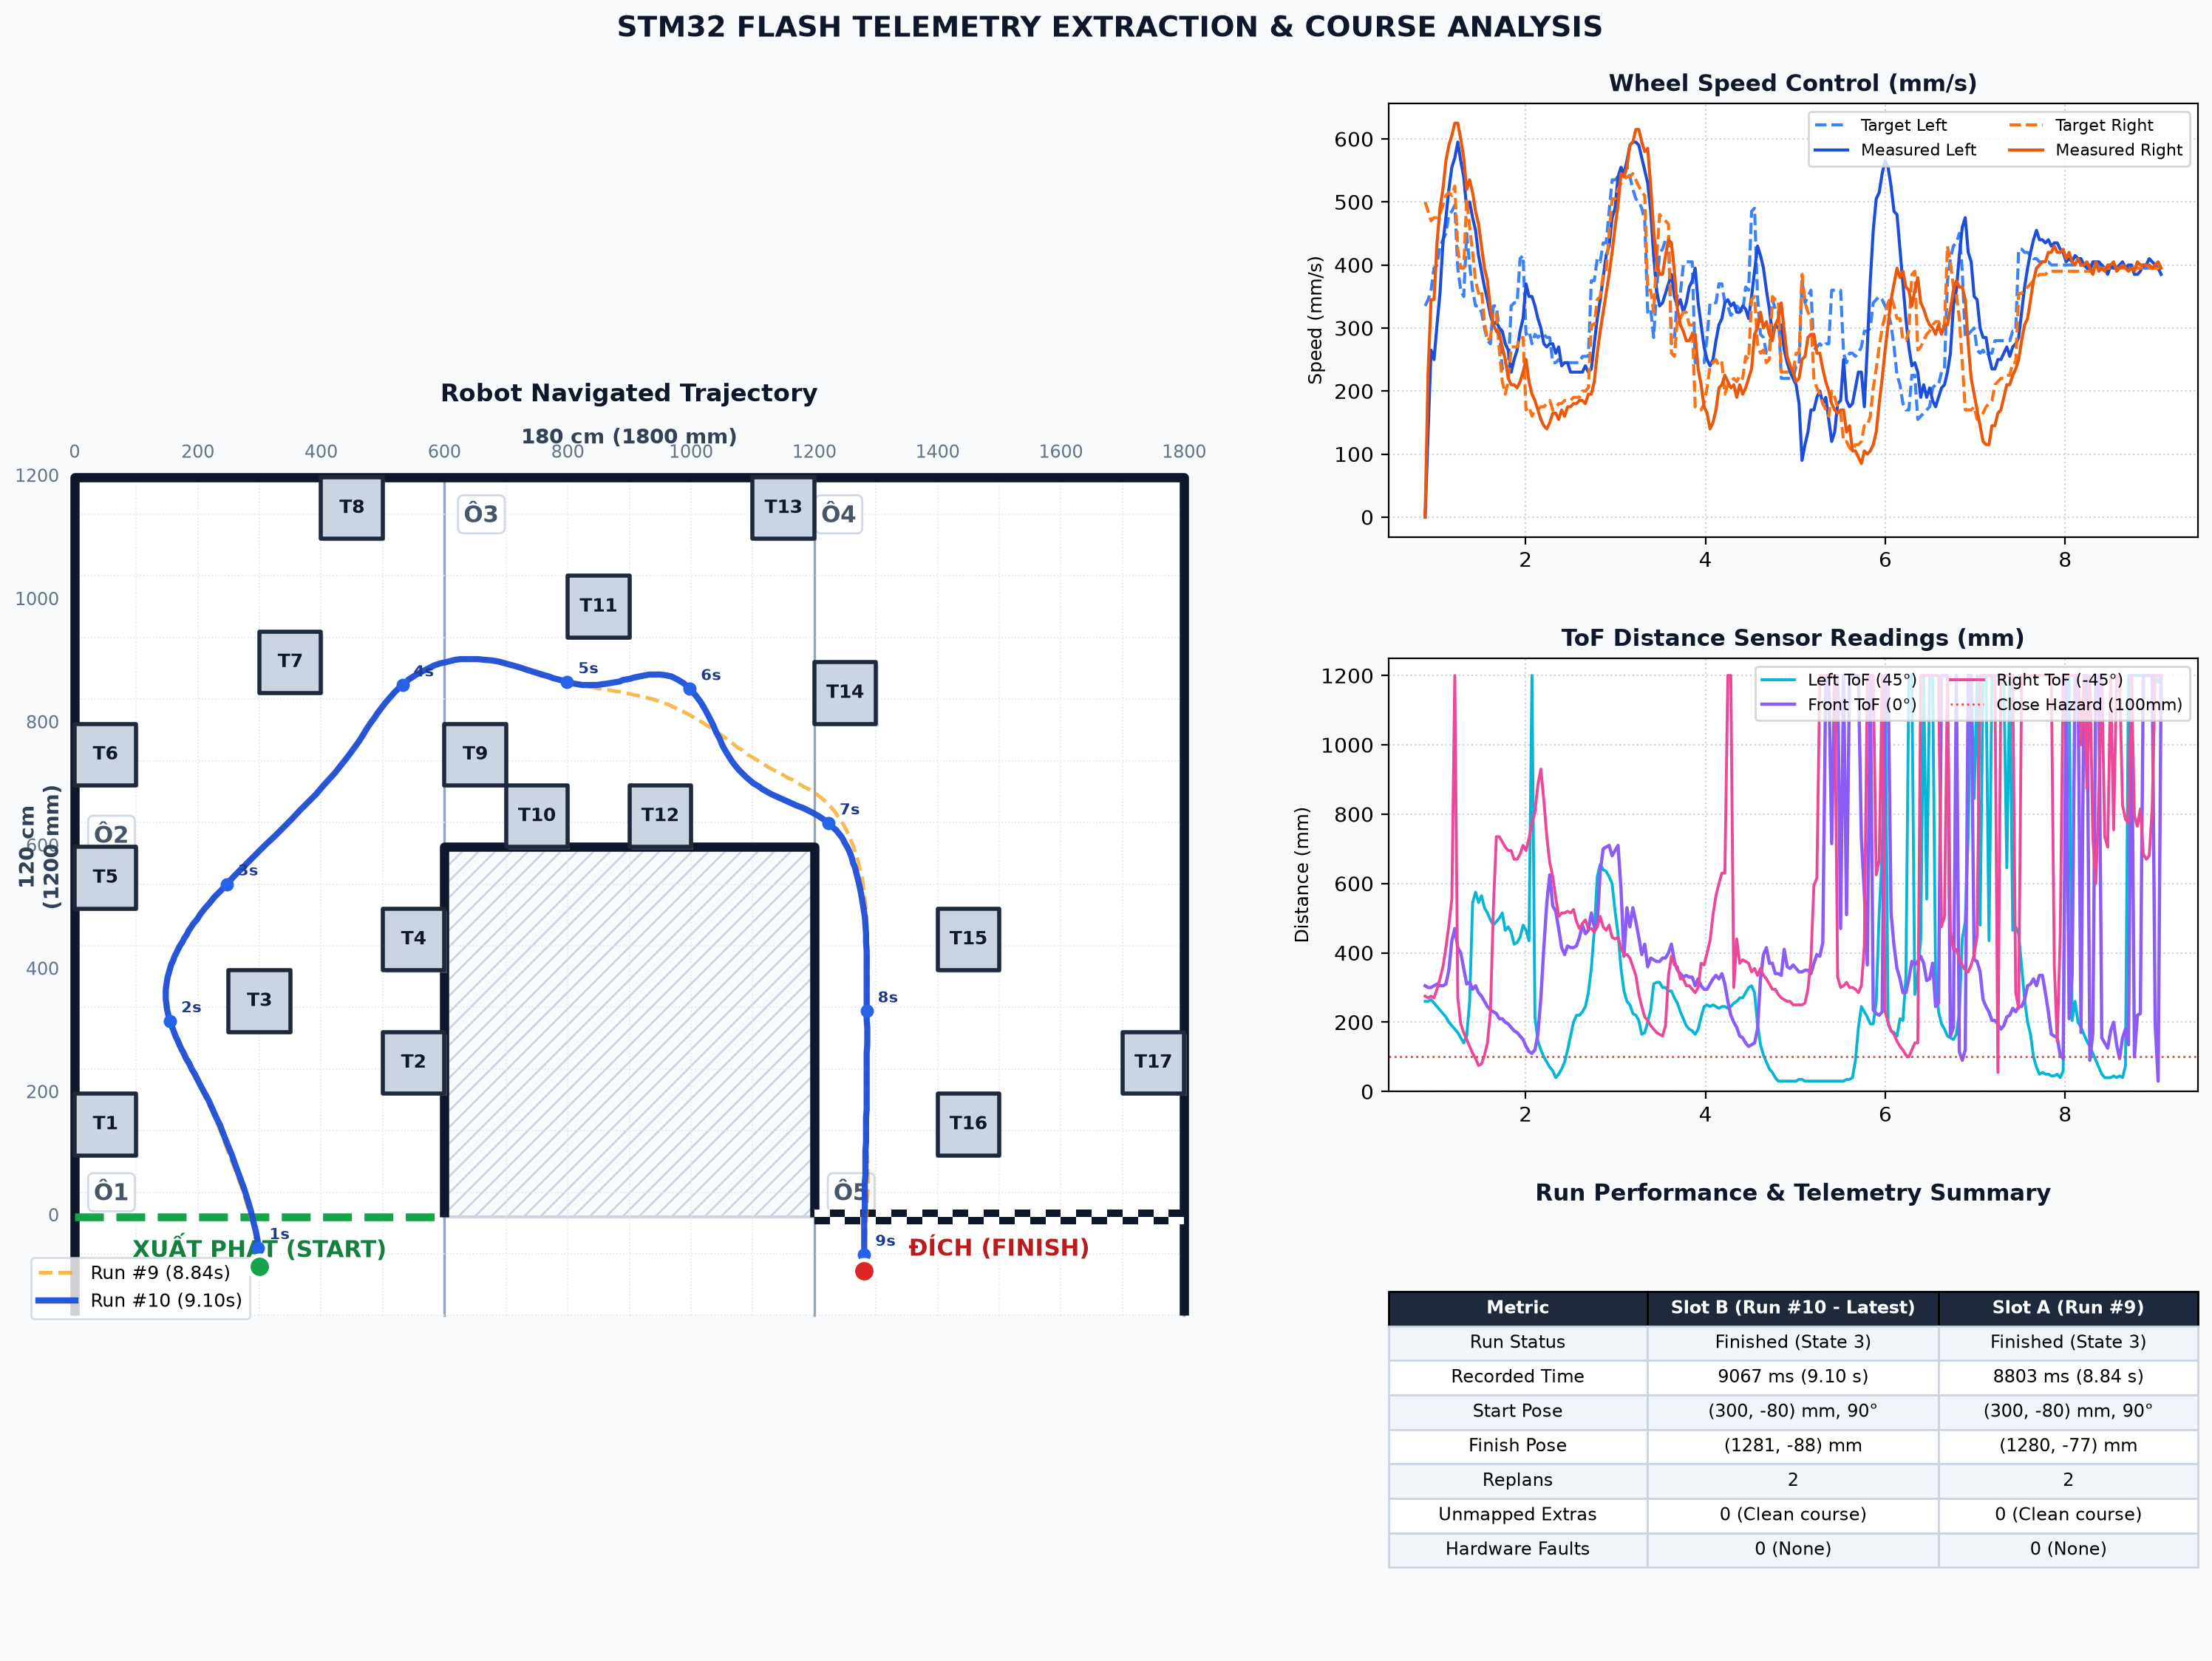 STM32 FLASH TELEMETRY EXTRACTION & COURSE ANALYSIS
Robot Navigated Trajectory
180 cm (1800 mm)
0 200 400 600 800 1000 1200 1400 1600 1800
1200
1000
800
600
400
200
0
120 cm
(1200 mm)
T8
Ô3
T13
Ô4
T11
T7
T14
4s
5s
6s
T6
T9
T10
T12
7s
Ô2
T5
3s
T4
T15
T3
2s
8s
T2
T17
T1
T16
Ô1
Ô5
1s
9s
XUẤT PHÁT (START)
ĐÍCH (FINISH)
Run #9 (8.84s)
Run #10 (9.10s)
Wheel Speed Control (mm/s)
Target Left
Measured Left
Target Right
Measured Right
Speed (mm/s)
600
500
400
300
200
100
0
2 4 6 8
ToF Distance Sensor Readings (mm)
Left ToF (45°)
Front ToF (0°)
Right ToF (-45°)
Close Hazard (100mm)
Distance (mm)
1200
1000
800
600
400
200
0
2 4 6 8
Run Performance & Telemetry Summary
Metric Slot B (Run #10 - Latest) Slot A (Run #9)
Run Status Finished (State 3) Finished (State 3)
Recorded Time 9067 ms (9.10 s) 8803 ms (8.84 s)
Start Pose (300, -80) mm, 90° (300, -80) mm, 90°
Finish Pose (1281, -88) mm (1280, -77) mm
Replans 2 2
Unmapped Extras 0 (Clean course) 0 (Clean course)
Hardware Faults 0 (None) 0 (None)